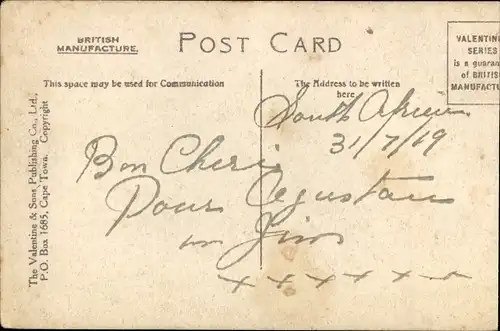 BRITISH
MANUFACTURE.
POST CARD
VALENTINE
SERIES
is a guaran
of BRITIS
MANUFACTU
This space may be used for Communication
The Address to be written
here
The Valentine & Sons Publishing Co., Ltd.,
P.O. Box 1685, Cape Town. Copyright
South Africa
31/7/19
Bon Cheri
Pour
Jim
x x x x x x